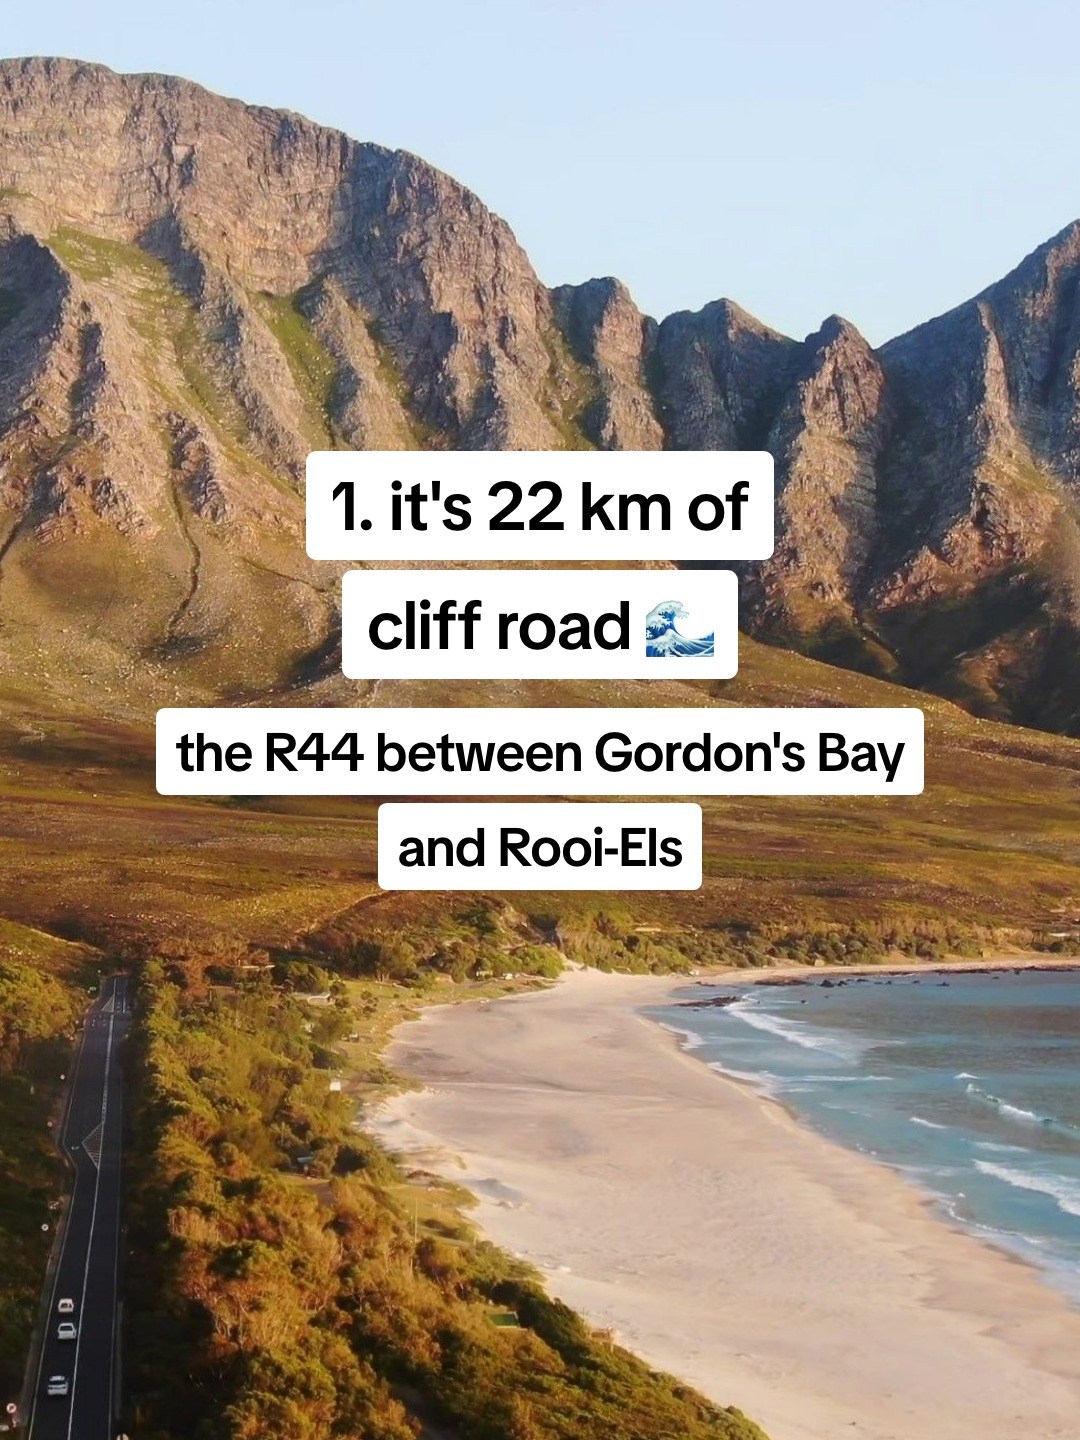 1. it's 22 km of
cliff road 🌊
the R44 between Gordon's Bay
and Rooi-Els